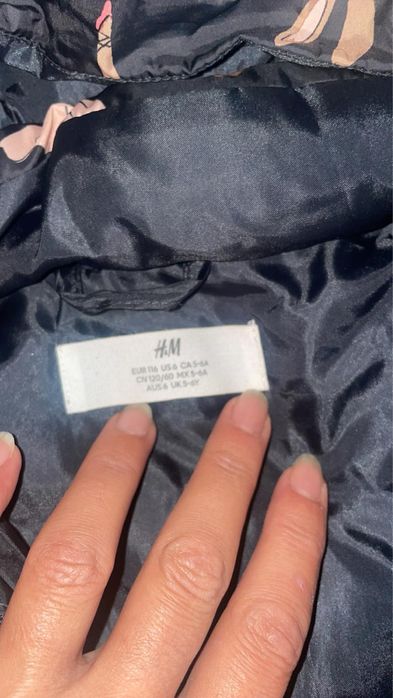 H&M
EUR 116 US 6 CA 5-6A
CN 120/60 MX 5-6A
AUS 6 UK 5-6Y